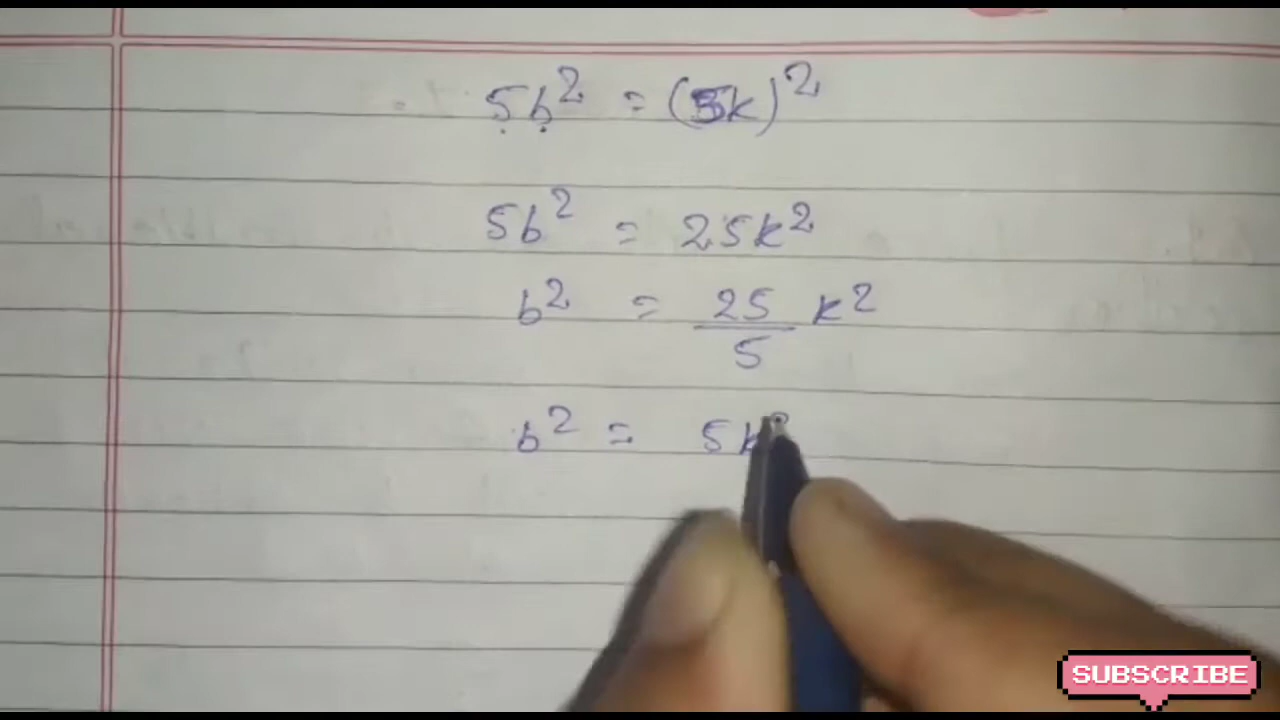 5b² = (5k)²
5b² = 25k²
b² = 25/5 k²
b² = 5k²
SUBSCRIBE